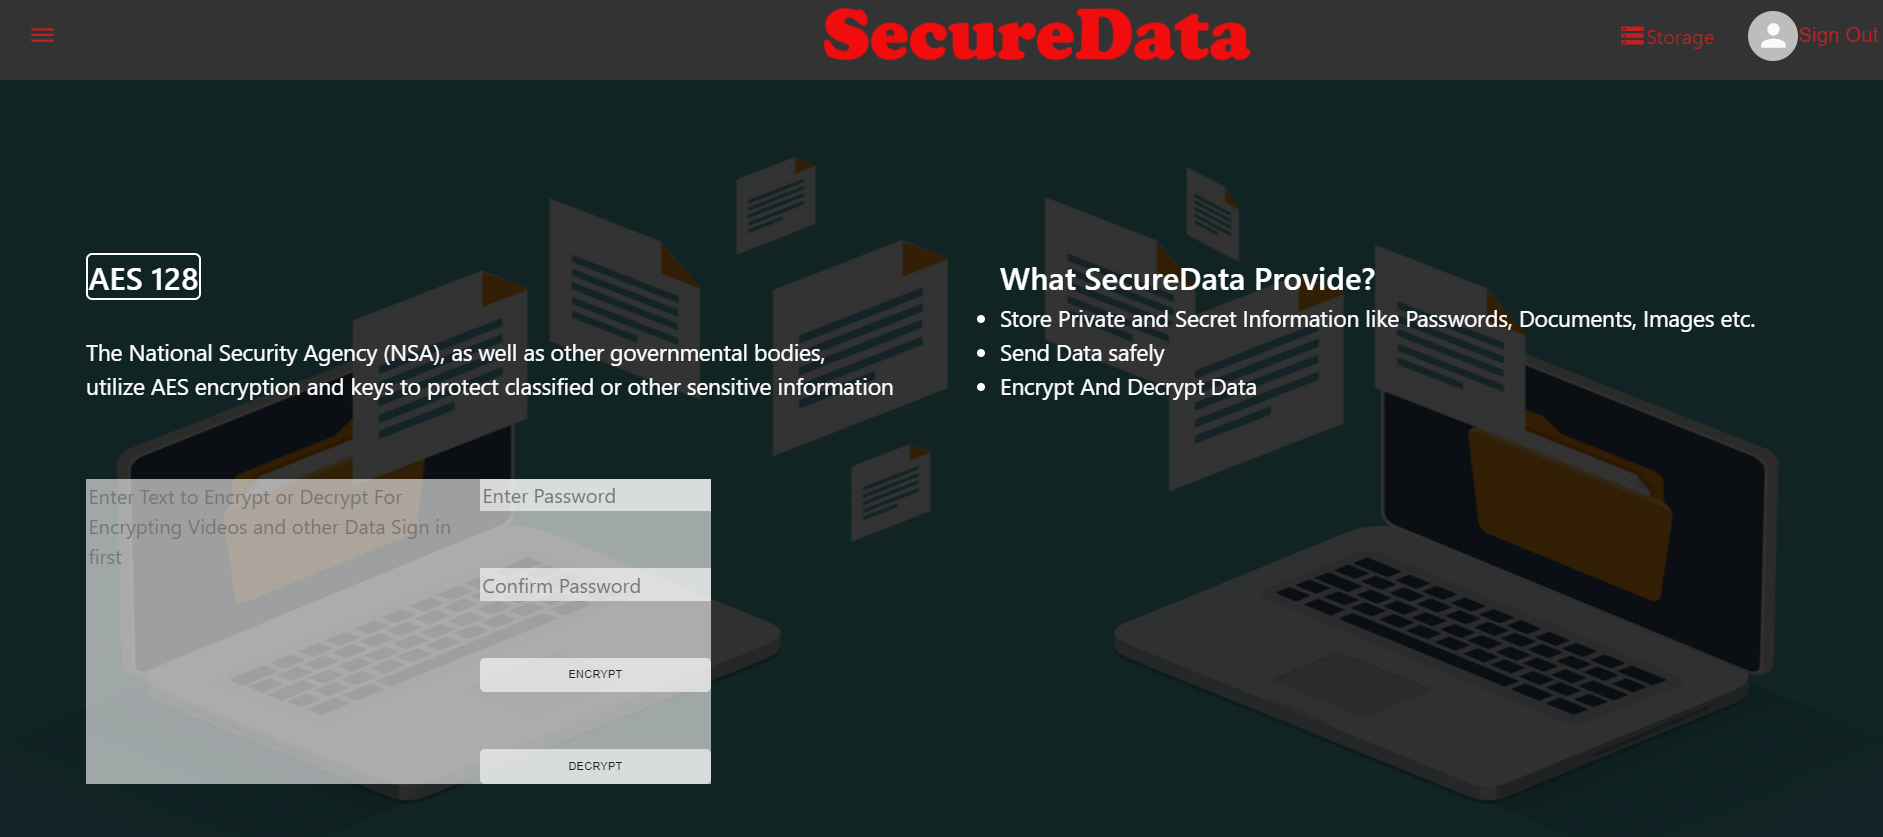 SecureData
Storage
Sign Out
AES 128
The National Security Agency (NSA), as well as other governmental bodies,
utilize AES encryption and keys to protect classified or other sensitive information
What SecureData Provide?
Store Private and Secret Information like Passwords, Documents, Images etc.
Send Data safely
Encrypt And Decrypt Data
Enter Text to Encrypt or Decrypt For
Encrypting Videos and other Data Sign in
first
Enter Password
Confirm Password
ENCRYPT
DECRYPT